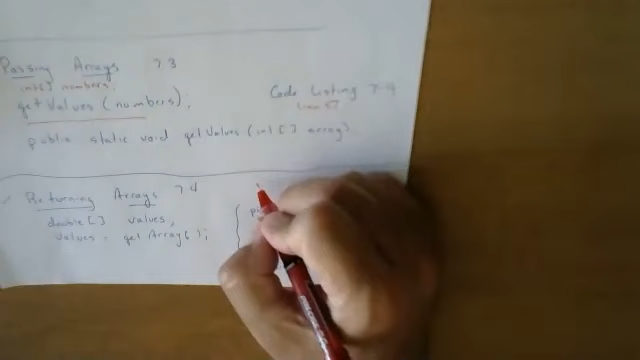 Passing Arrays 7.3
int[] numbers;
getValues (numbers);
Code Listing 7-4
public static void getValues (int[] array)
Returning Arrays 7.4
double[] values,
values = getArray();